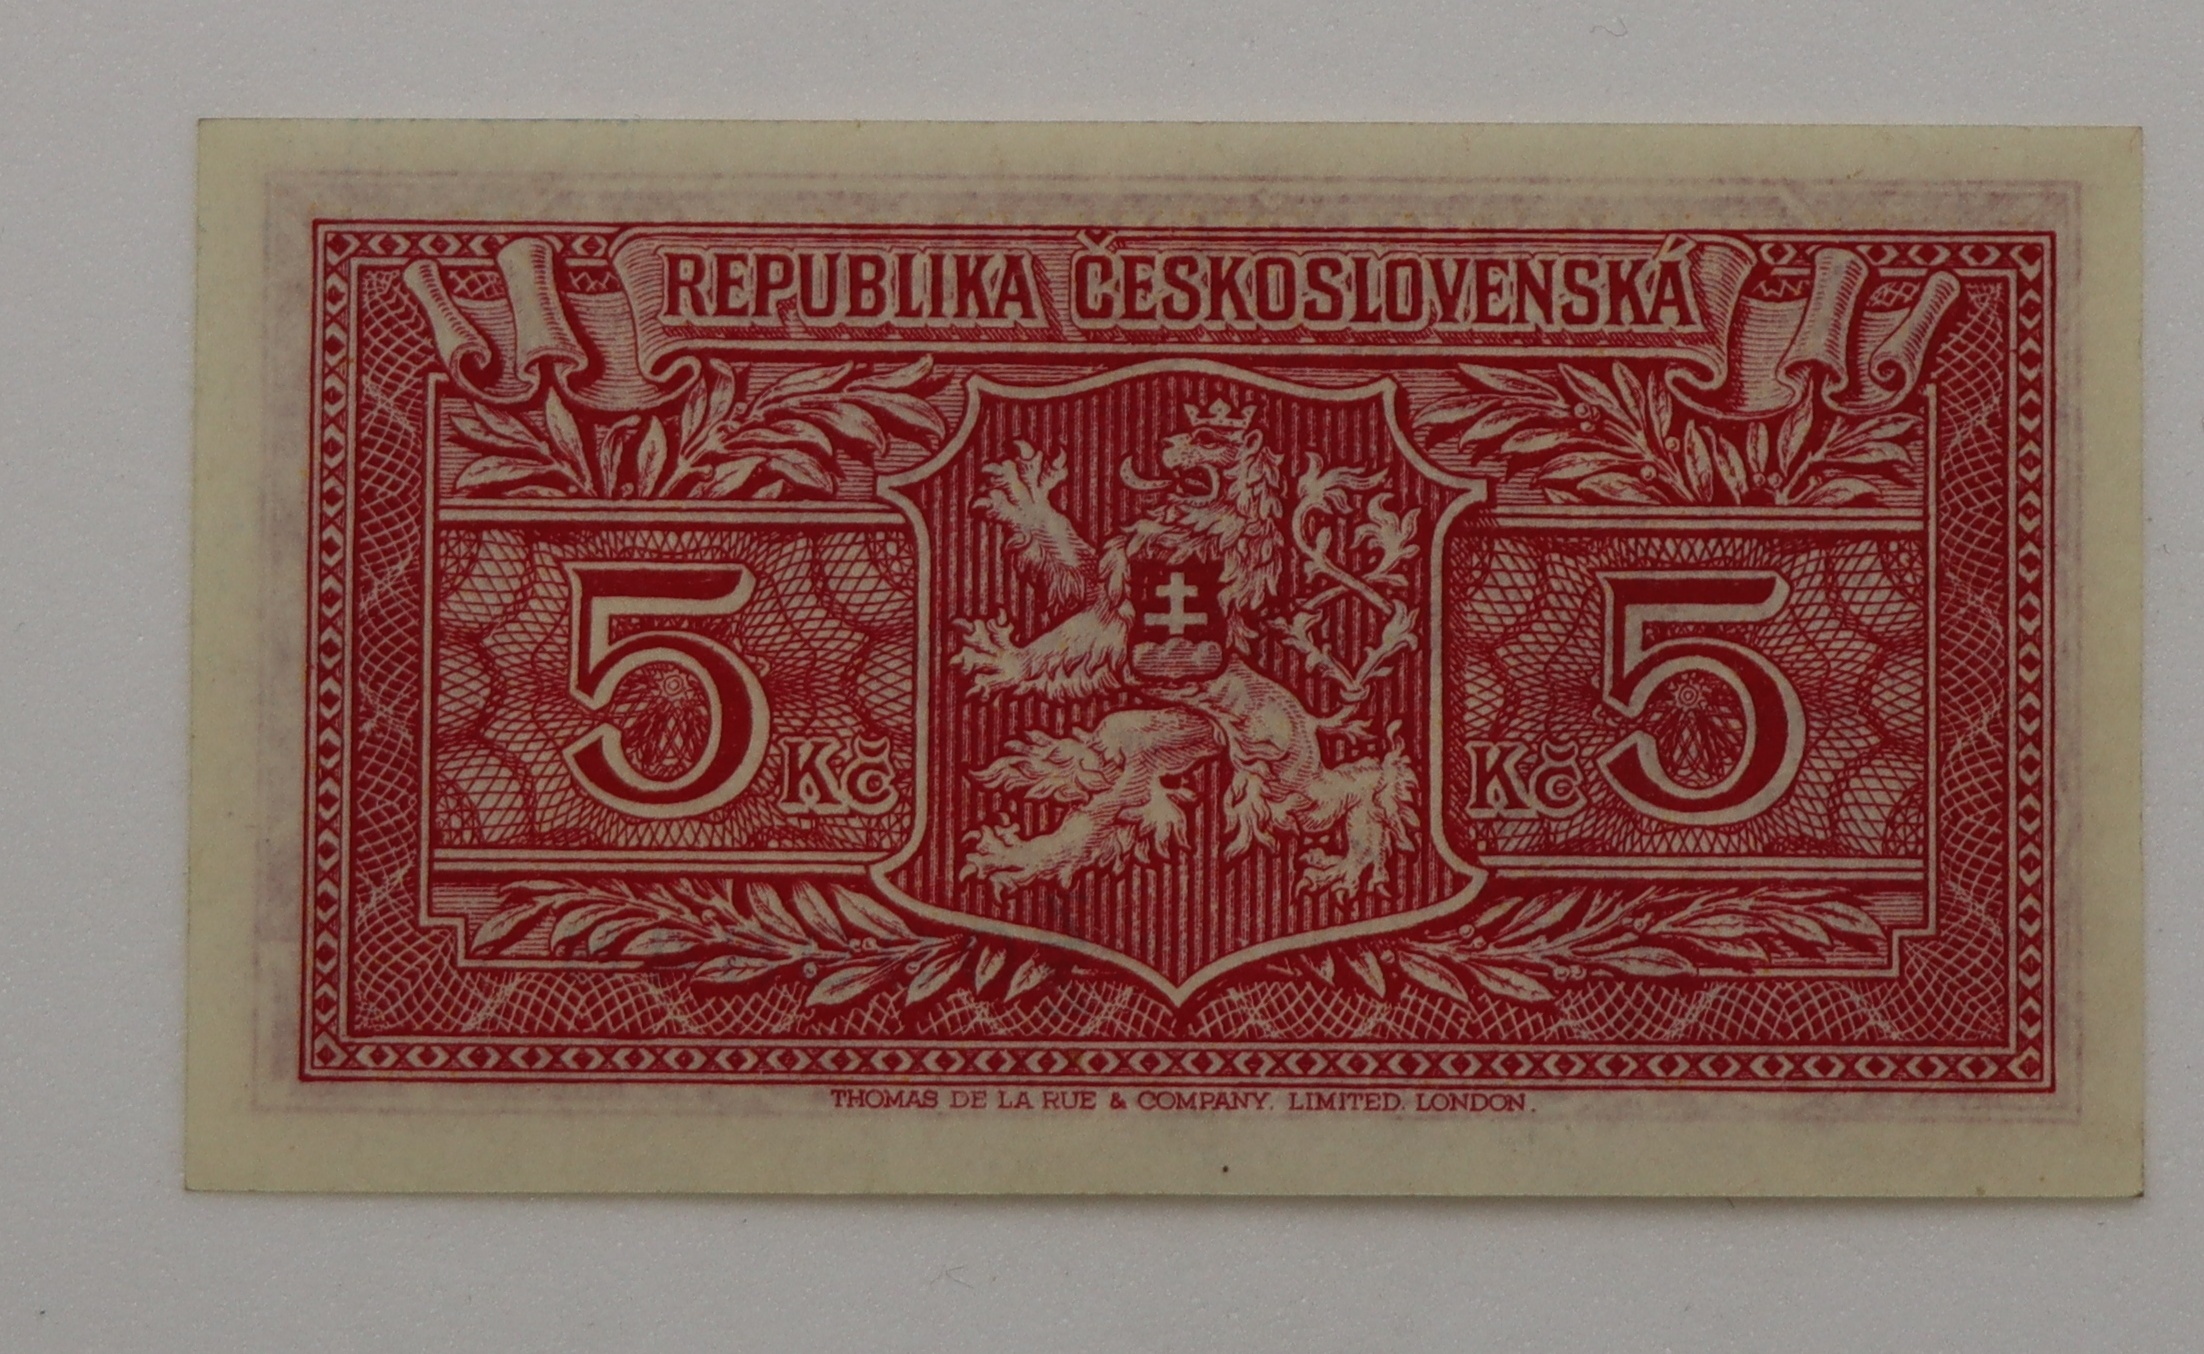 REPUBLIKA ČESKOSLOVENSKÁ
5 Kč Kč 5
THOMAS DE LA RUE & COMPANY. LIMITED. LONDON.